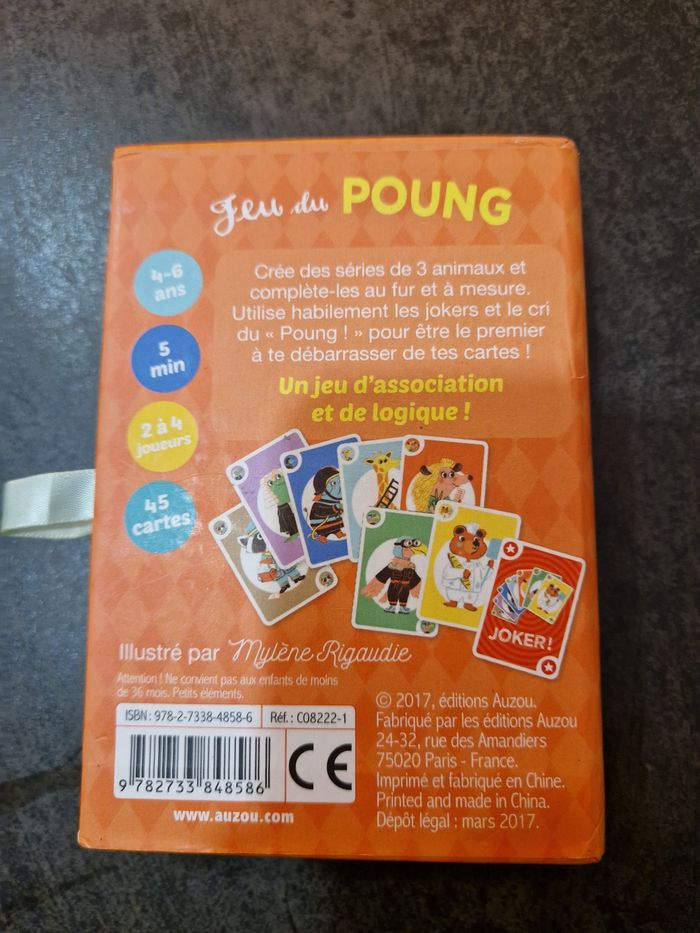 Jeu du POUNG
4-6
ans
Crée des séries de 3 animaux et
complète-les au fur et à mesure.
Utilise habilement les jokers et le cri
du « Poung ! » pour être le premier
à te débarrasser de tes cartes !
5
min
Un jeu d'association
et de logique !
2 à 4
joueurs
45
cartes
JOKER!
Illustré par Mylène Rigaudie
Attention ! Ne convient pas aux enfants de moins
de 36 mois. Petits éléments.
ISBN : 978-2-7338-4858-6 Réf. : C08222-1
9 782733 848586
CE
www.auzou.com
© 2017, éditions Auzou.
Fabriqué par les éditions Auzou
24-32, rue des Amandiers
75020 Paris - France.
Imprimé et fabriqué en Chine.
Printed and made in China.
Dépôt légal : mars 2017.